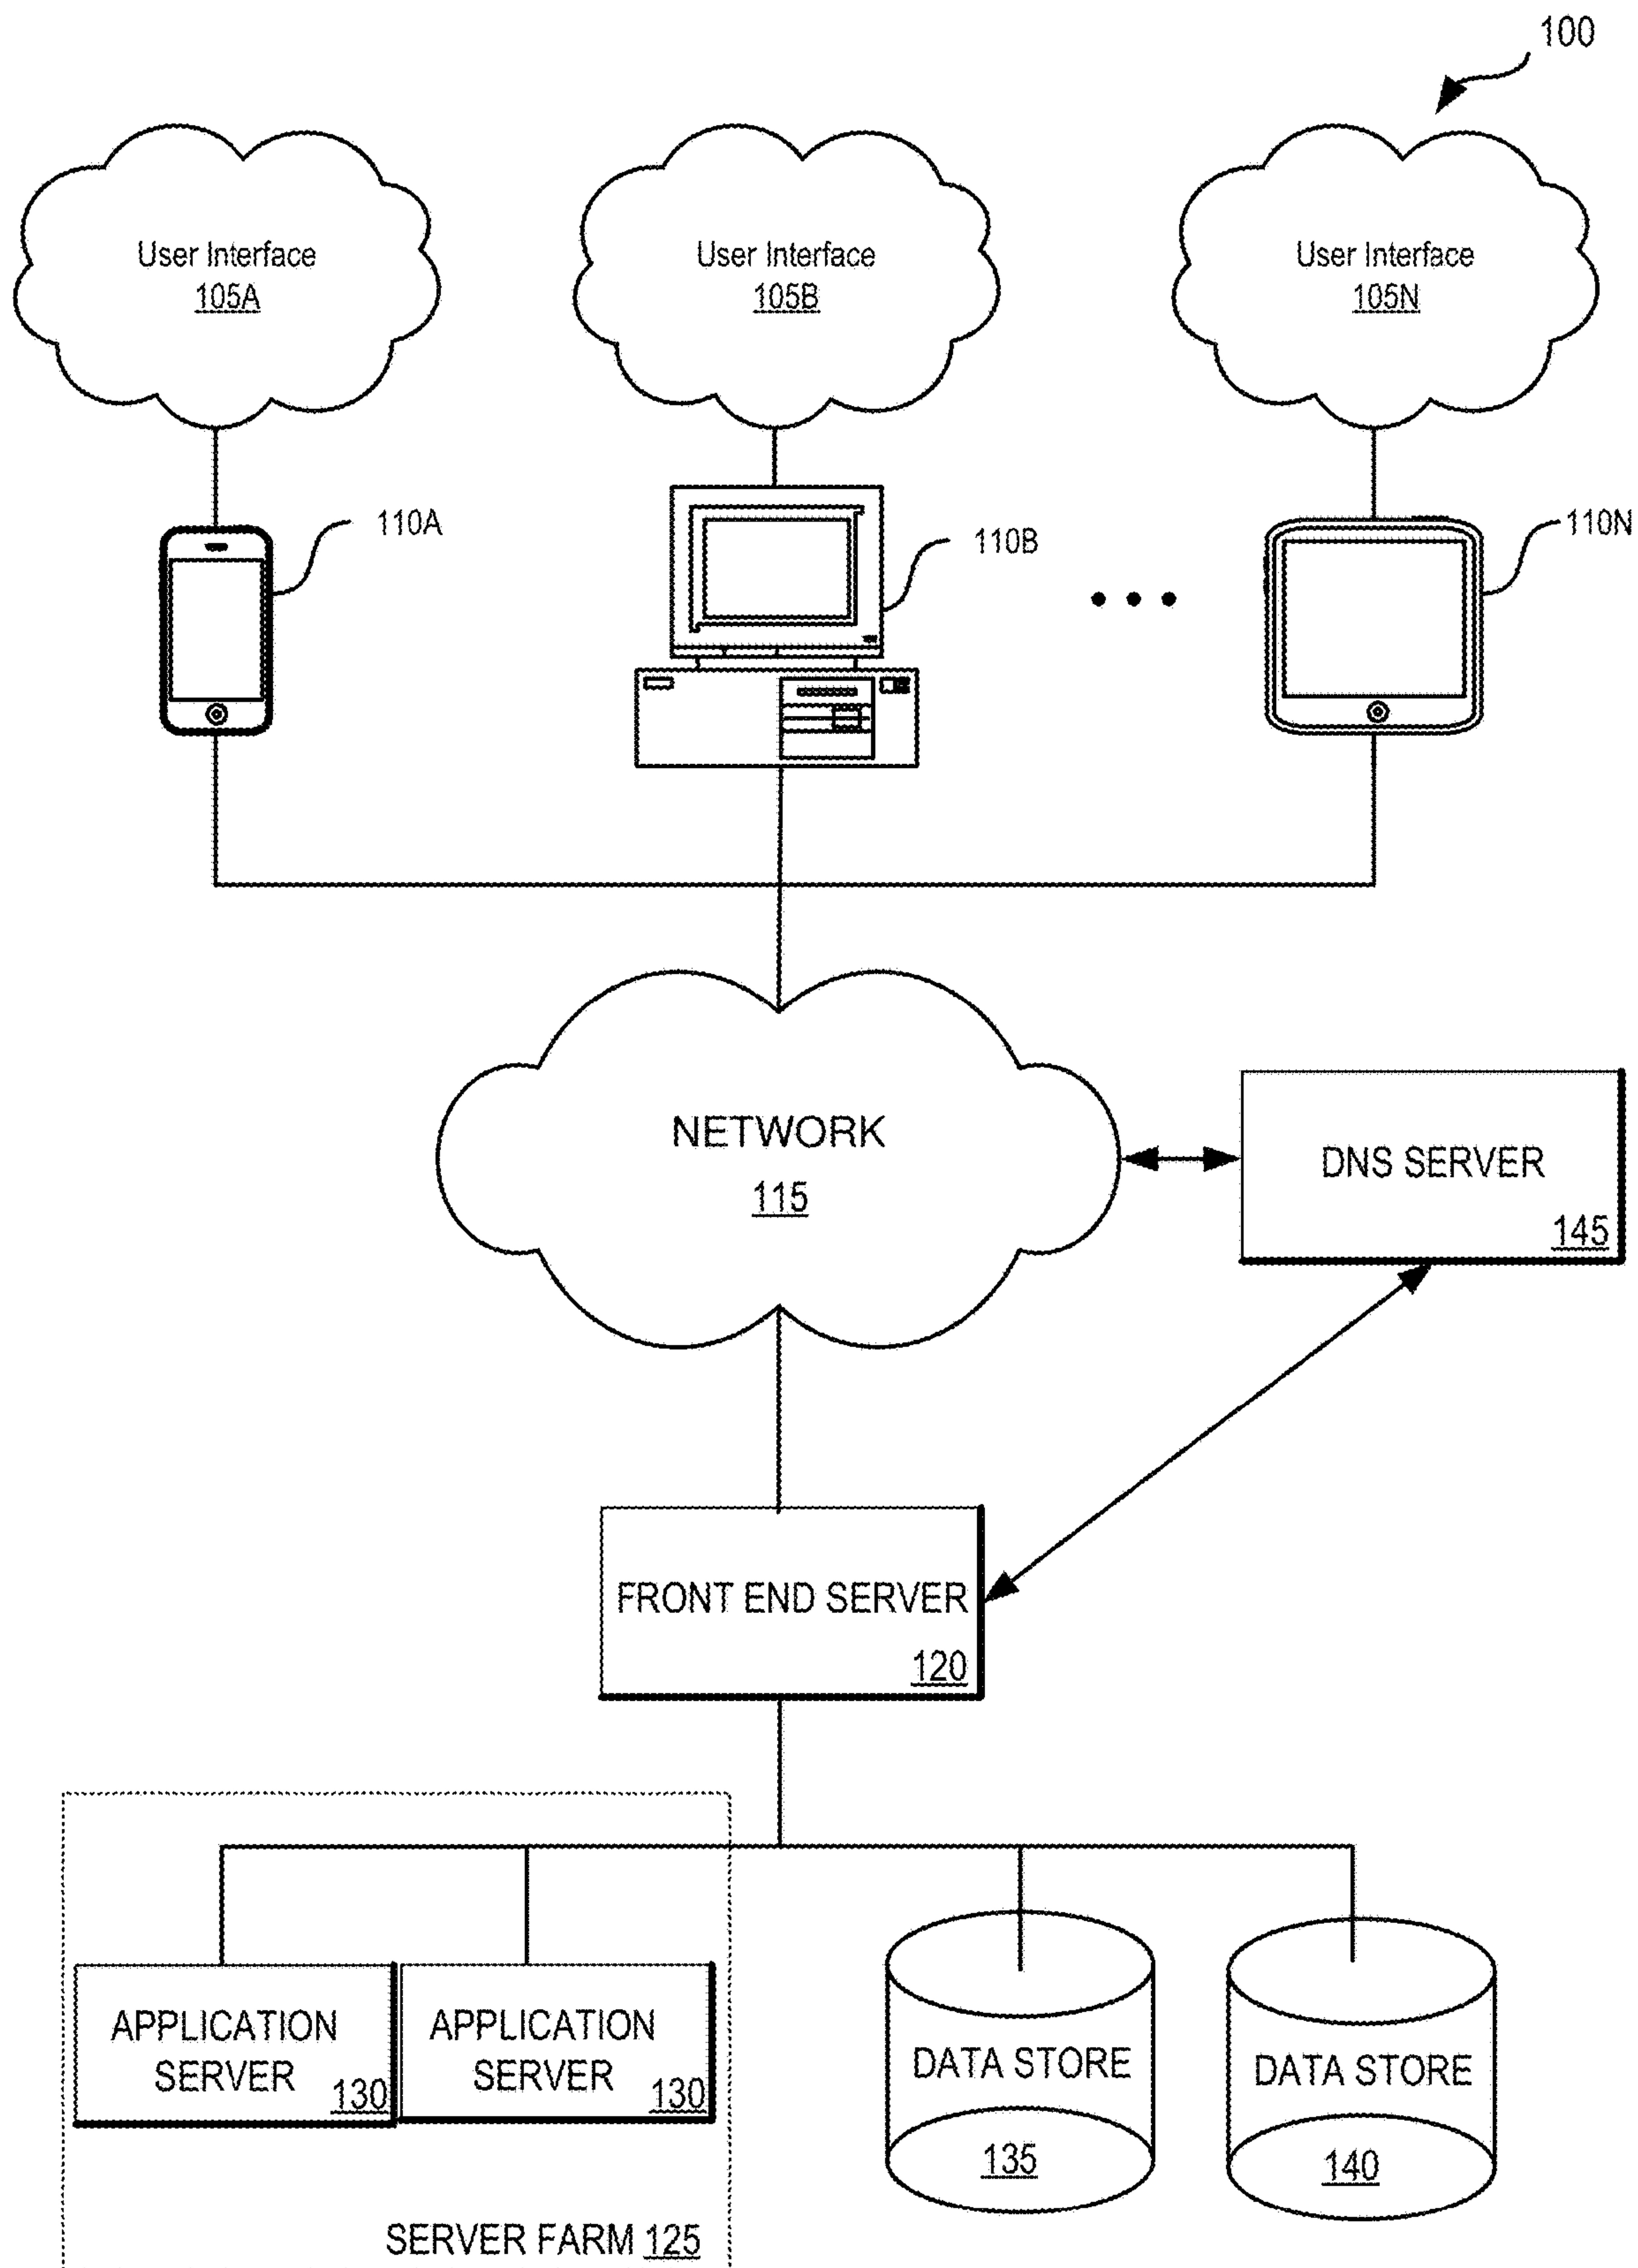 100
User Interface
105A
User Interface
105B
User Interface
105N
110A
110B
110N
NETWORK
115
DNS SERVER
145
FRONT END SERVER
120
APPLICATION
SERVER
130
APPLICATION
SERVER
130
DATA STORE
135
DATA STORE
140
SERVER FARM 125